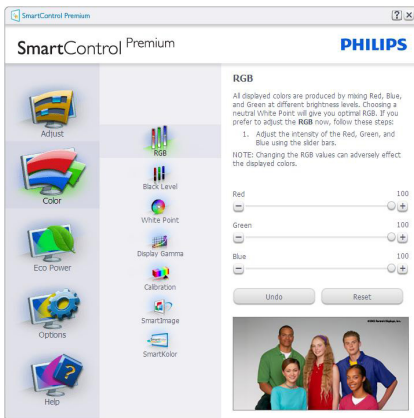 SmartControl Premium
SmartControl Premium
PHILIPS
Adjust
Color
Eco Power
Options
Help
RGB
Black Level
White Point
Display Gamma
Calibration
SmartImage
SmartKolor
RGB
All displayed colors are produced by mixing Red, Blue,
and Green at different brightness levels. Choosing a
neutral White Point will give you optimal RGB. If you
prefer to adjust the RGB now, follow these steps:
1. Adjust the intensity of the Red, Green, and
Blue using the slider bars.
NOTE: Changing the RGB values can adversely effect
the displayed colors.
Red 100
Green 100
Blue 100
Undo Reset